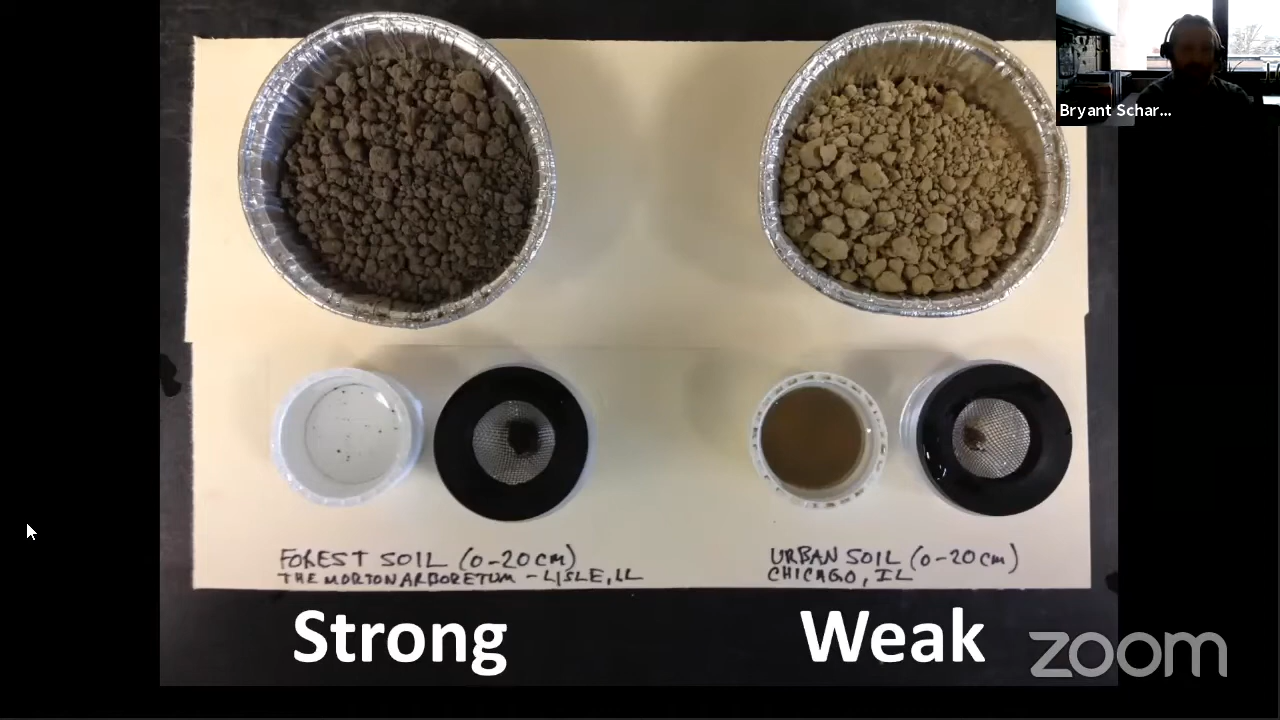 Bryant Schar...
FOREST SOIL (0-20cm)
THE MORTON ARBORETUM - LISLE, IL
URBAN SOIL (0-20cm)
CHICAGO, IL
Strong
Weak
zoom